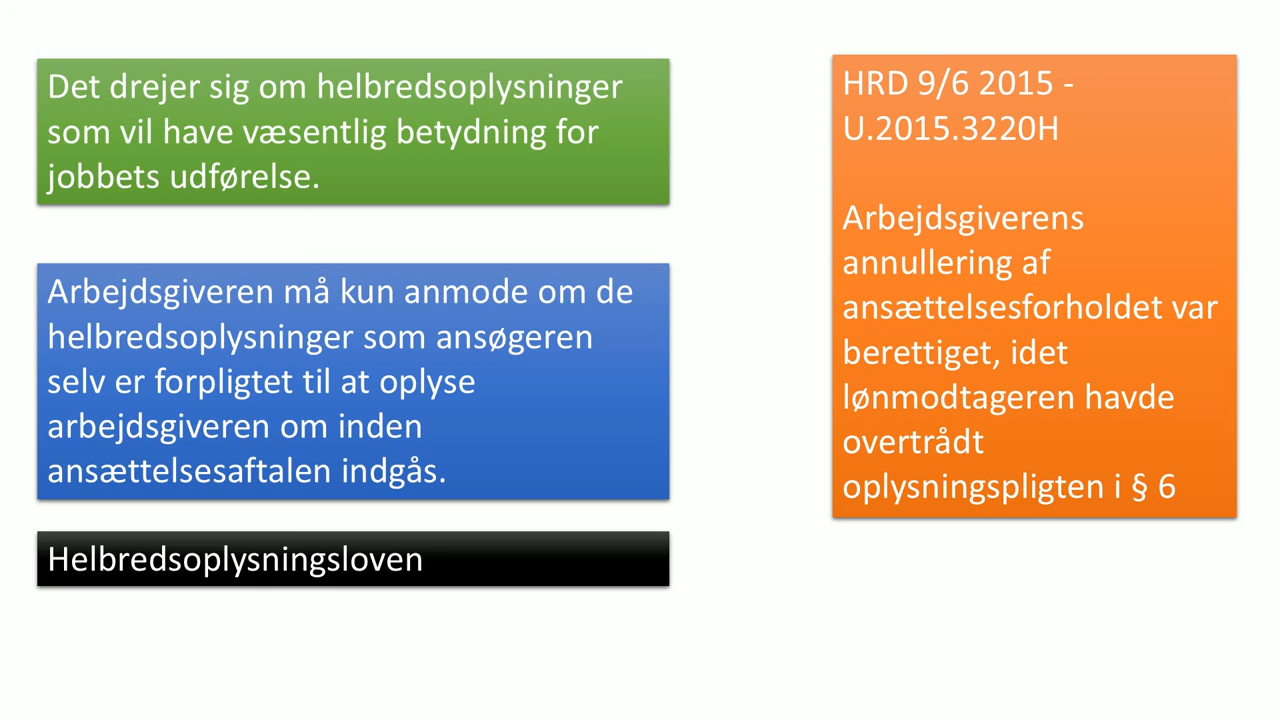 Det drejer sig om helbredsoplysninger
som vil have væsentlig betydning for
jobbets udførelse.
Arbejdsgiveren må kun anmode om de
helbredsoplysninger som ansøgeren
selv er forpligtet til at oplyse
arbejdsgiveren om inden
ansættelsesaftalen indgås.
Helbredsoplysningsloven
HRD 9/6 2015 -
U.2015.3220H
Arbejdsgiverens
annullering af
ansættelsesforholdet var
berettiget, idet
lønmodtageren havde
overtrådt
oplysningspligten i § 6